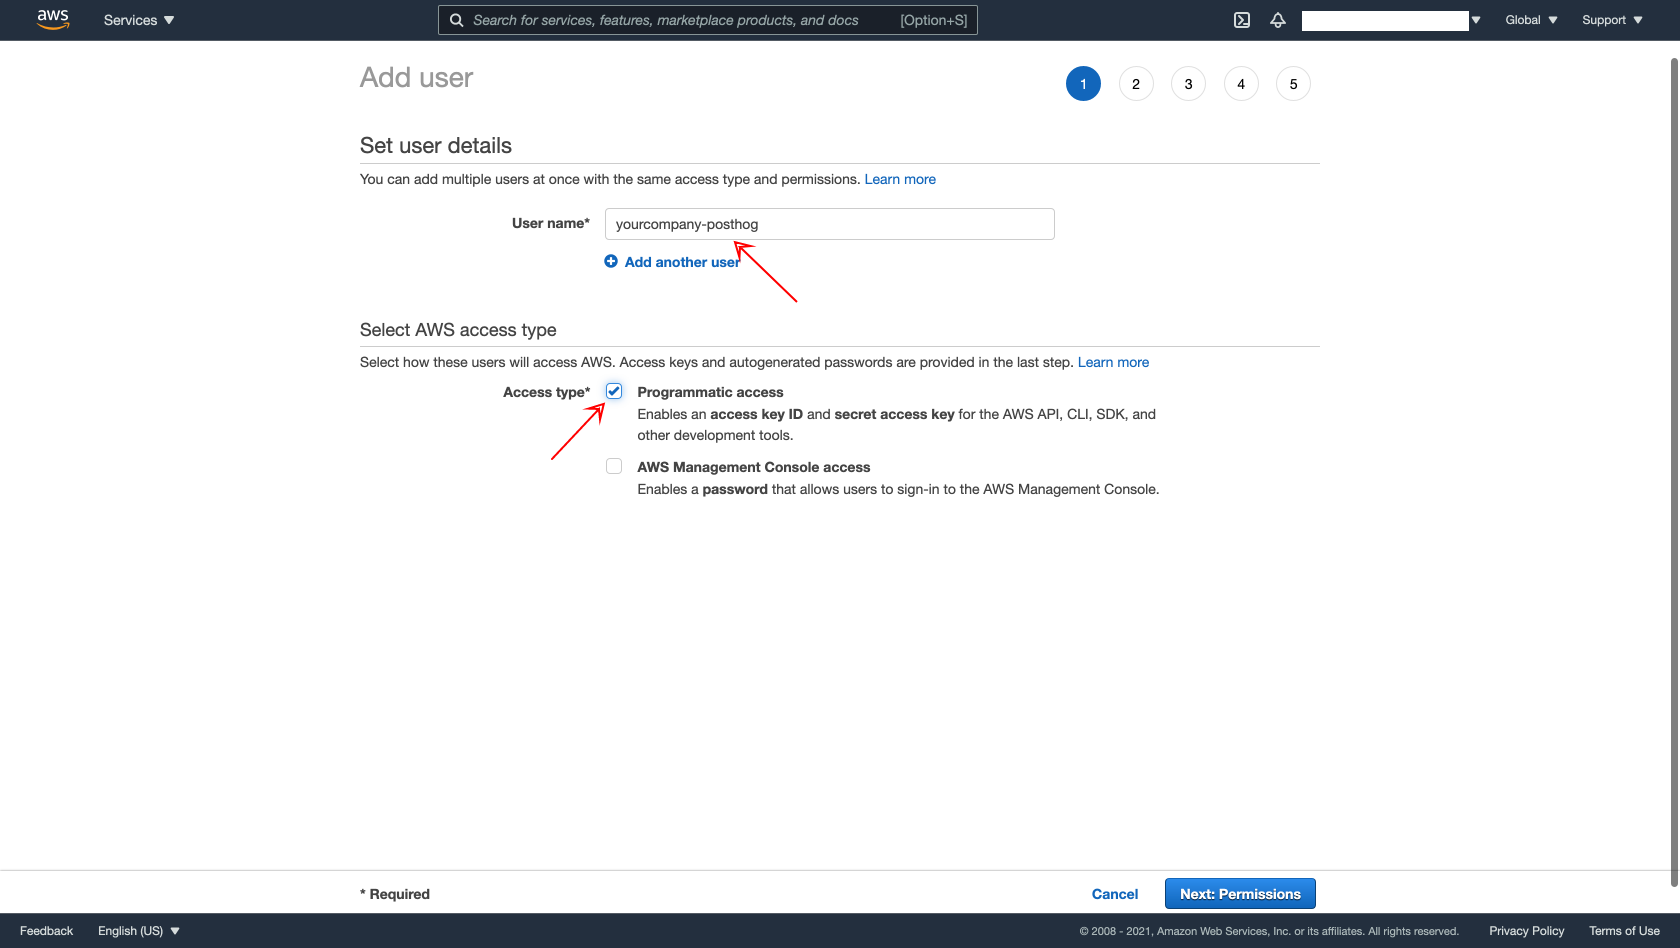 aws Services Search for services, features, marketplace products, and docs [Option+S] Global Support
Add user 1 2 3 4 5
Set user details
You can add multiple users at once with the same access type and permissions. Learn more
User name* yourcompany-posthog
Add another user
Select AWS access type
Select how these users will access AWS. Access keys and autogenerated passwords are provided in the last step. Learn more
Access type* Programmatic access
Enables an access key ID and secret access key for the AWS API, CLI, SDK, and
other development tools.
AWS Management Console access
Enables a password that allows users to sign-in to the AWS Management Console.
* Required Cancel Next: Permissions
Feedback English (US) © 2008 - 2021, Amazon Web Services, Inc. or its affiliates. All rights reserved. Privacy Policy Terms of Use